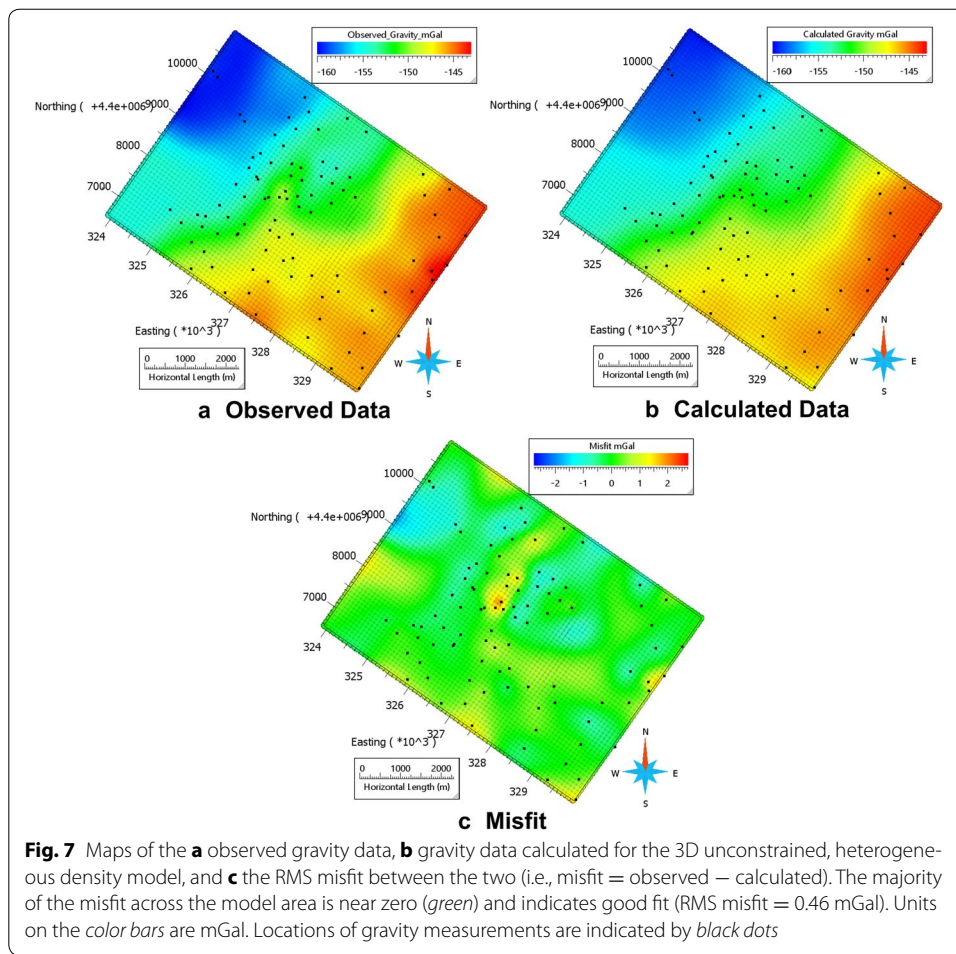 Observed_Gravity_mGal
-160 -155 -150 -145
10000
Northing ( +4.4e+006 )
9000
8000
7000
324
325
326
327
328
329
Easting ( *10^3 )
0 1000 2000
Horizontal Length (m)
N
W E
S
a Observed Data
Calculated Gravity mGal
-160 -155 -150 -145
10000
Northing ( +4.4e+006 )
9000
8000
7000
324
325
326
327
328
329
Easting ( *10^3 )
0 1000 2000
Horizontal Length (m)
N
W E
S
b Calculated Data
Misfit mGal
-2 -1 0 1 2
10000
Northing ( +4.4e+006 )
9000
8000
7000
324
325
326
327
328
329
Easting ( *10^3 )
0 1000 2000
Horizontal Length (m)
N
W E
S
c Misfit
Fig. 7 Maps of the a observed gravity data, b gravity data calculated for the 3D unconstrained, heterogene-
ous density model, and c the RMS misfit between the two (i.e., misfit = observed − calculated). The majority
of the misfit across the model area is near zero (green) and indicates good fit (RMS misfit = 0.46 mGal). Units
on the color bars are mGal. Locations of gravity measurements are indicated by black dots